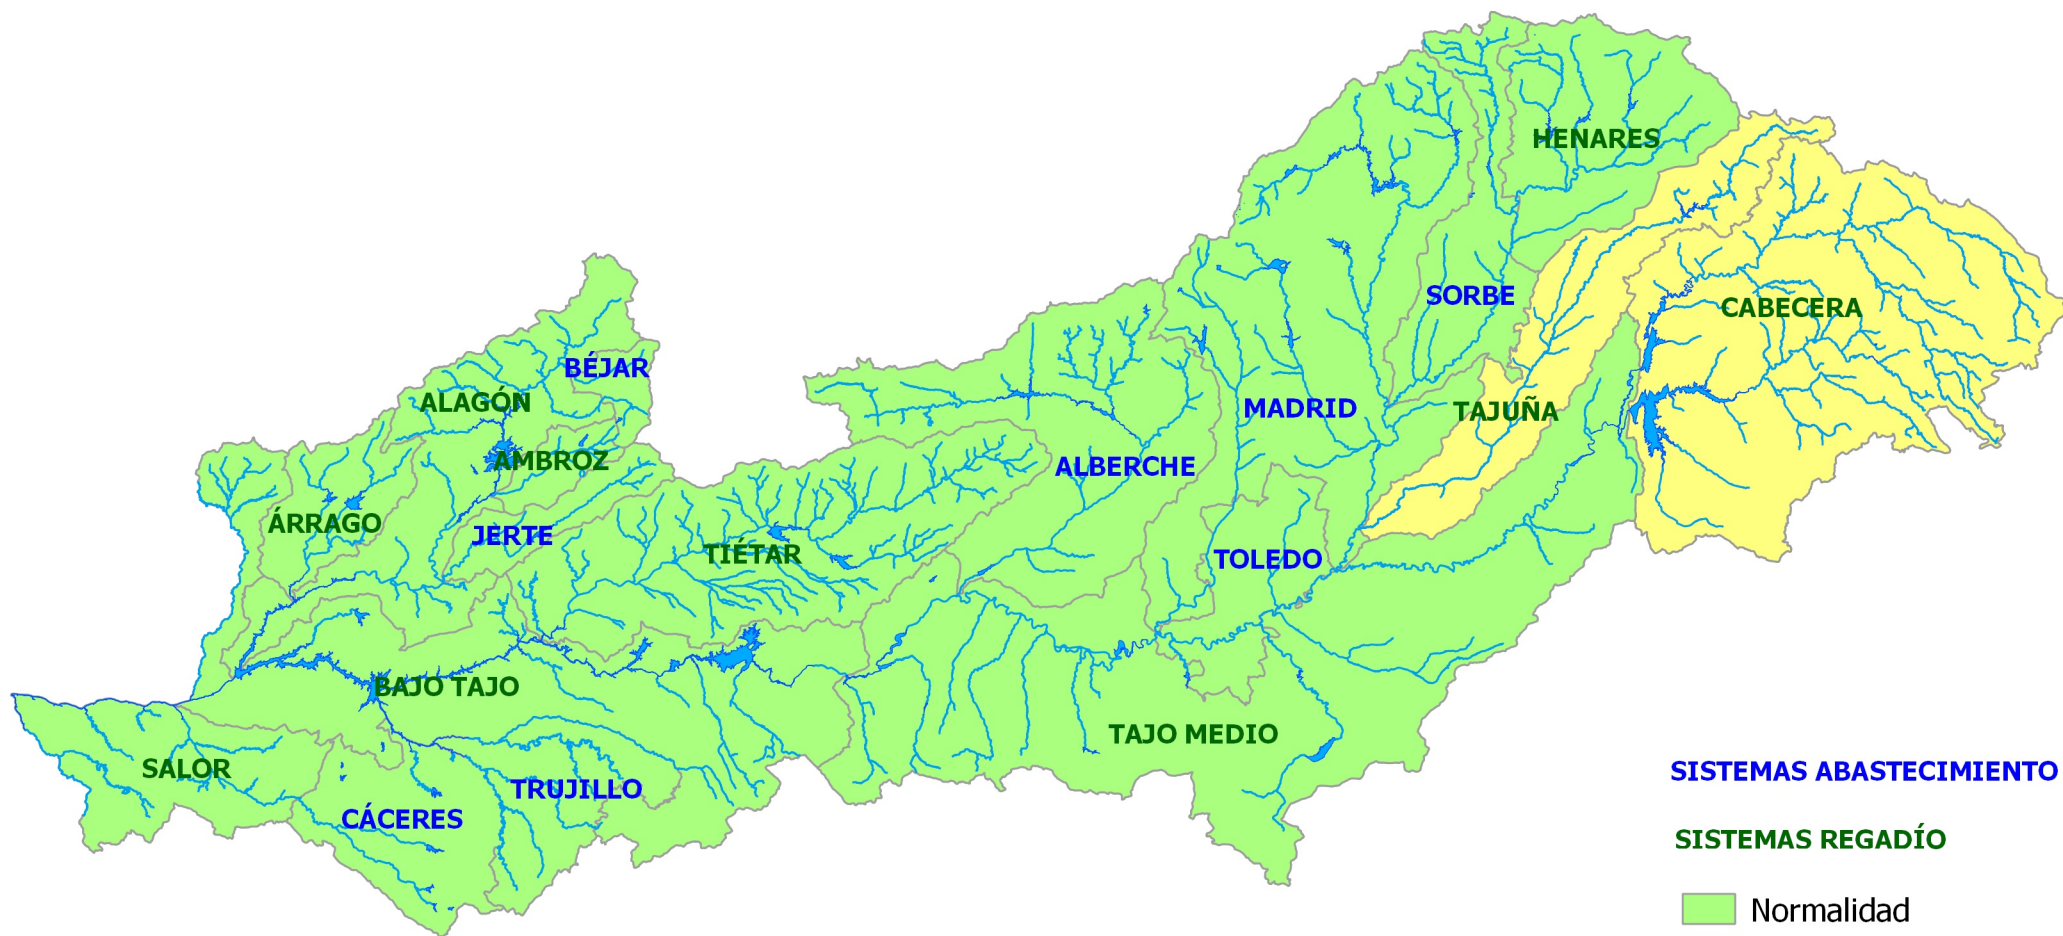 HENARES
SORBE
CABECERA
BÉJAR
ALAGÓN
MADRID
TAJUÑA
AMBROZ
ALBERCHE
ÁRRAGO
JERTE
TIÉTAR
TOLEDO
BAJO TAJO
TAJO MEDIO
SALOR
TRUJILLO
CÁCERES
SISTEMAS ABASTECIMIENTO
SISTEMAS REGADÍO
Normalidad